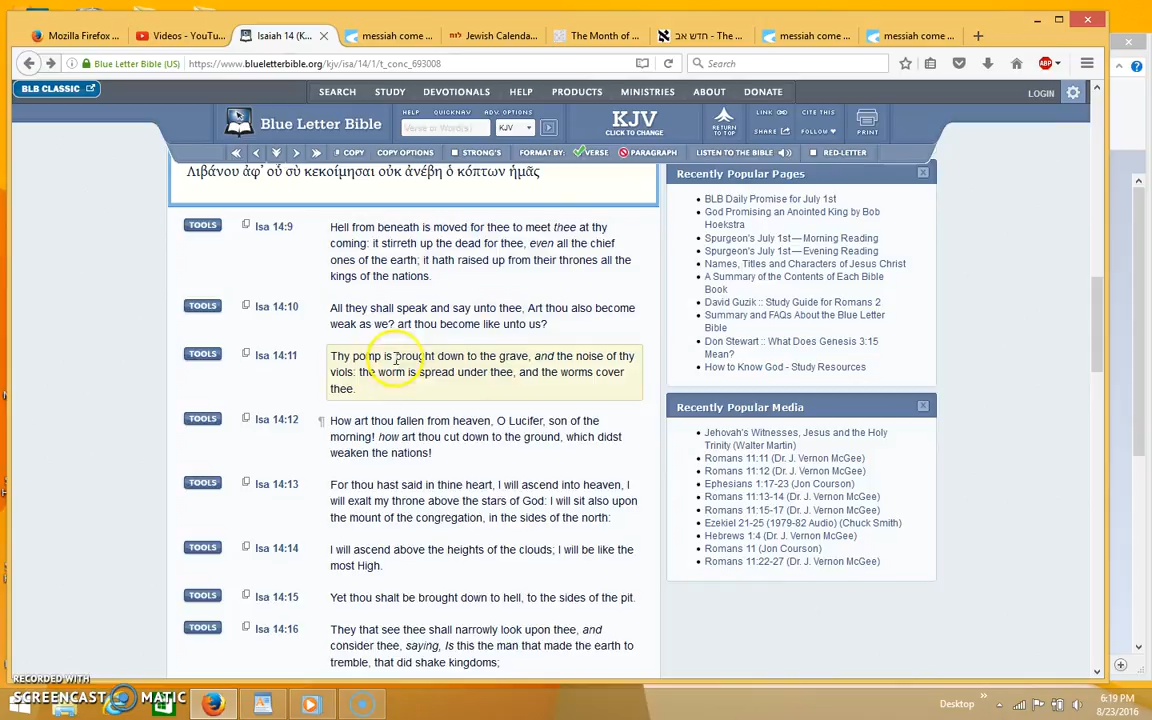 Mozilla Firefox ...
Videos - YouTu...
Isaiah 14 (K...
messiah come ...
Jewish Calenda...
The Month of ...
חדש אב - The ...
messiah come ...
messiah come ...
Blue Letter Bible (US)
https://www.blueletterbible.org/kjv/isa/14/1/t_conc_693008
Search
ABP
BLB CLASSIC
SEARCH STUDY DEVOTIONALS HELP PRODUCTS MINISTRIES ABOUT DONATE
LOGIN
Blue Letter Bible
HELP QUICKNAV ADV. OPTIONS
Verse or Word(s)
KJV
KJV
CLICK TO CHANGE
RETURN TO TOP
LINK
SHARE
CITE THIS
FOLLOW
PRINT
COPY COPY OPTIONS STRONG'S FORMAT BY: VERSE PARAGRAPH LISTEN TO THE BIBLE RED-LETTER
Λιβάνου ἀφ᾽ οὗ σὺ κεκοίμησαι οὐκ ἀνέβη ὁ κόπτων ἡμᾶς
TOOLS Isa 14:9 Hell from beneath is moved for thee to meet thee at thy
coming: it stirreth up the dead for thee, even all the chief
ones of the earth; it hath raised up from their thrones all the
kings of the nations.
TOOLS Isa 14:10 All they shall speak and say unto thee, Art thou also become
weak as we? art thou become like unto us?
TOOLS Isa 14:11 Thy pomp is brought down to the grave, and the noise of thy
viols: the worm is spread under thee, and the worms cover
thee.
TOOLS Isa 14:12 ¶ How art thou fallen from heaven, O Lucifer, son of the
morning! how art thou cut down to the ground, which didst
weaken the nations!
TOOLS Isa 14:13 For thou hast said in thine heart, I will ascend into heaven, I
will exalt my throne above the stars of God: I will sit also upon
the mount of the congregation, in the sides of the north:
TOOLS Isa 14:14 I will ascend above the heights of the clouds; I will be like the
most High.
TOOLS Isa 14:15 Yet thou shalt be brought down to hell, to the sides of the pit.
TOOLS Isa 14:16 They that see thee shall narrowly look upon thee, and
consider thee, saying, Is this the man that made the earth to
tremble, that did shake kingdoms;
Recently Popular Pages
BLB Daily Promise for July 1st
God Promising an Anointed King by Bob
Hoekstra
Spurgeon's July 1st—Morning Reading
Spurgeon's July 1st—Evening Reading
Names, Titles and Characters of Jesus Christ
A Summary of the Contents of Each Bible
Book
David Guzik :: Study Guide for Romans 2
Summary and FAQs About the Blue Letter
Bible
Don Stewart :: What Does Genesis 3:15
Mean?
How to Know God - Study Resources
Recently Popular Media
Jehovah's Witnesses, Jesus and the Holy
Trinity (Walter Martin)
Romans 11:11 (Dr. J. Vernon McGee)
Romans 11:12 (Dr. J. Vernon McGee)
Ephesians 1:17-23 (Jon Courson)
Romans 11:13-14 (Dr. J. Vernon McGee)
Romans 11:15-17 (Dr. J. Vernon McGee)
Ezekiel 21-25 (1979-82 Audio) (Chuck Smith)
Hebrews 1:4 (Dr. J. Vernon McGee)
Romans 11 (Jon Courson)
Romans 11:22-27 (Dr. J. Vernon McGee)
RECORDED WITH
SCREENCAST MATIC
Desktop
6:19 PM
8/23/2016